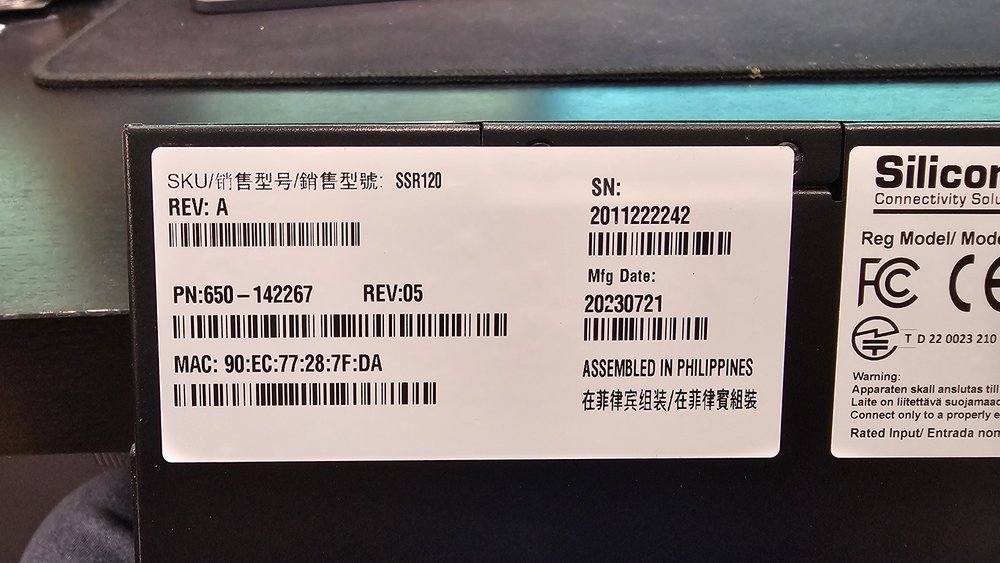 SKU/销售型号/銷售型號: SSR120
REV: A
PN:650-142267 REV:05
MAC: 90:EC:77:28:7F:DA
SN:
2011222242
Mfg Date:
20230721
ASSEMBLED IN PHILIPPINES
在菲律宾组装/在菲律賓組裝
Silicom
Connectivity Solu
Reg Model/ Mode
FC CE
T D 22 0023 210
Warning:
Apparaten skall anslutas till
Laite on liitettävä suojamaad
Connect only to a properly e
Rated Input/ Entrada nom